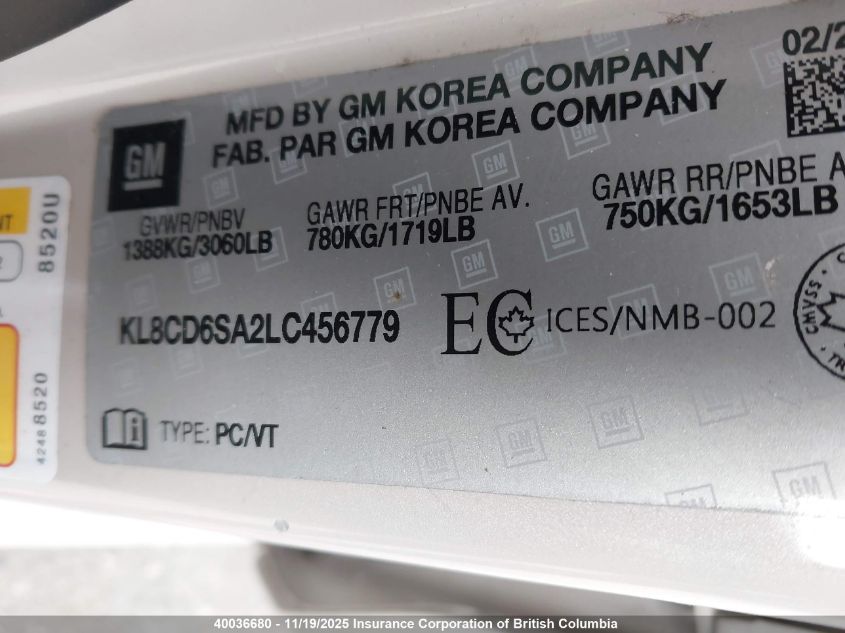 02/2
MFD BY GM KOREA COMPANY
FAB. PAR GM KOREA COMPANY
GM
GVWR/PNBV
1388KG/3060LB
GAWR FRT/PNBE AV.
780KG/1719LB
GAWR RR/PNBE A
750KG/1653LB
KL8CD6SA2LC456779
EC ICES/NMB-002
TYPE: PC/VT
8520U
42488520
40036680 - 11/19/2025 Insurance Corporation of British Columbia